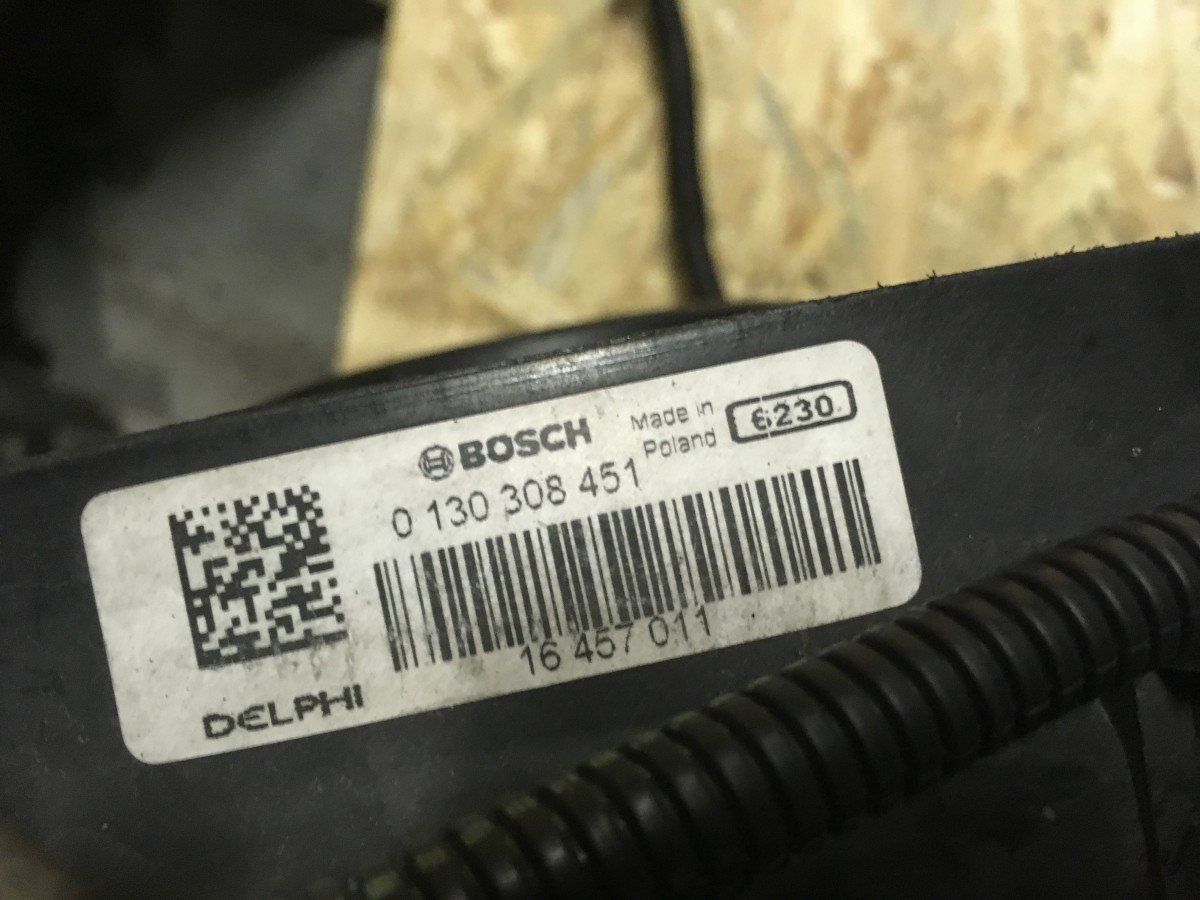 BOSCH
Made in
Poland
6230
0 130 308 451
16 457 011
DELPHI